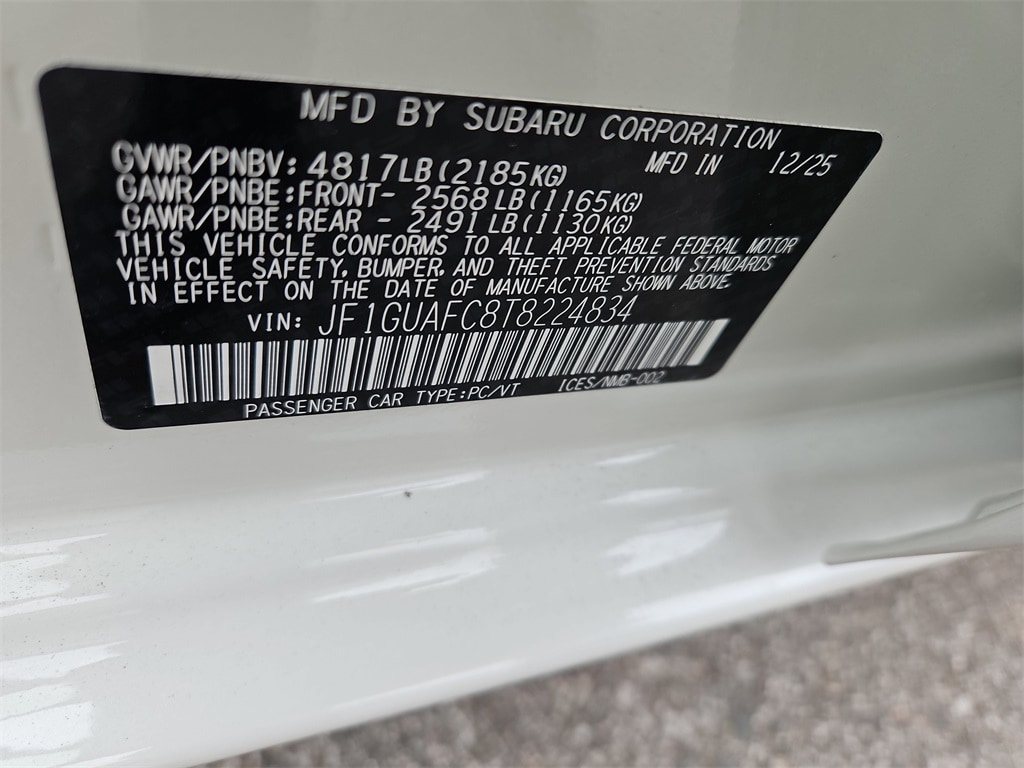 MFD BY SUBARU CORPORATION
GVWR/PNBV: 4817LB(2185KG) MFD IN 12/25
GAWR/PNBE:FRONT- 2568LB(1165KG)
GAWR/PNBE:REAR - 2491LB(1130KG)
THIS VEHICLE CONFORMS TO ALL APPLICABLE FEDERAL MOTOR
VEHICLE SAFETY, BUMPER, AND THEFT PREVENTION STANDARDS
IN EFFECT ON THE DATE OF MANUFACTURE SHOWN ABOVE.
VIN: JF1GUAFC8T8224834
PASSENGER CAR TYPE:PC/VT ICES/NMB-002